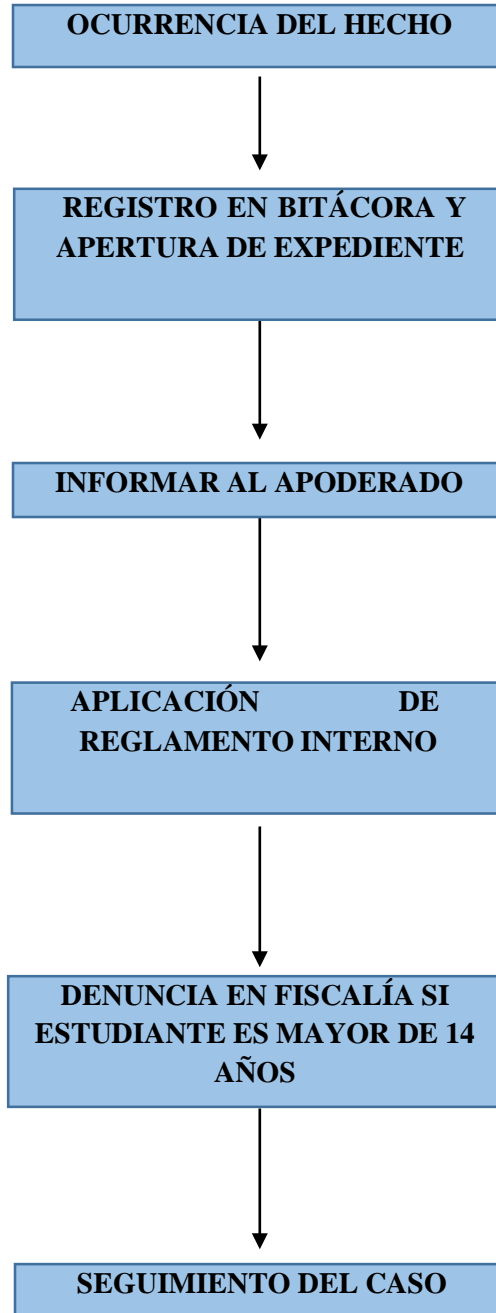 OCURRENCIA DEL HECHO
REGISTRO EN BITÁCORA Y
APERTURA DE EXPEDIENTE
INFORMAR AL APODERADO
APLICACIÓN DE
REGLAMENTO INTERNO
DENUNCIA EN FISCALÍA SI
ESTUDIANTE ES MAYOR DE 14
AÑOS
SEGUIMIENTO DEL CASO